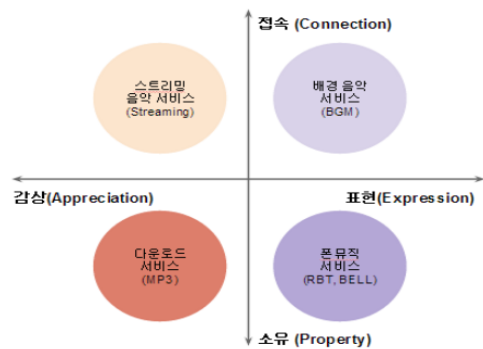 접속 (Connection)
스트리밍
음악 서비스
(Streaming)
배경 음악
서비스
(BGM)
감상(Appreciation)
표현(Expression)
다운로드
서비스
(MP3)
폰뮤직
서비스
(RBT, BELL)
소유 (Property)